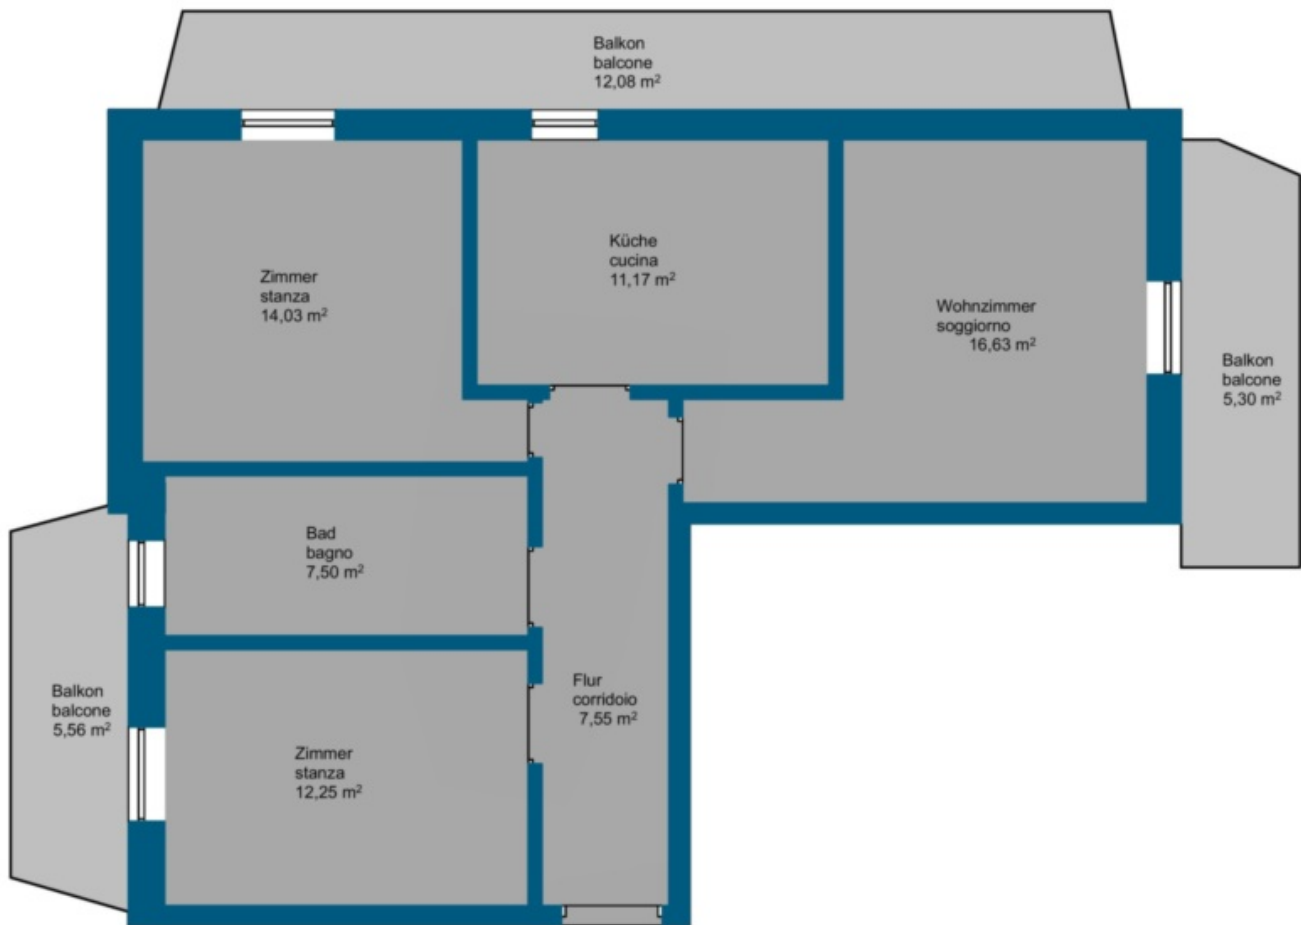 Balkon
balcone
12,08 m²
Küche
cucina
11,17 m²
Zimmer
stanza
14,03 m²
Wohnzimmer
soggiorno
16,63 m²
Balkon
balcone
5,30 m²
Bad
bagno
7,50 m²
Flur
corridoio
7,55 m²
Balkon
balcone
5,56 m²
Zimmer
stanza
12,25 m²